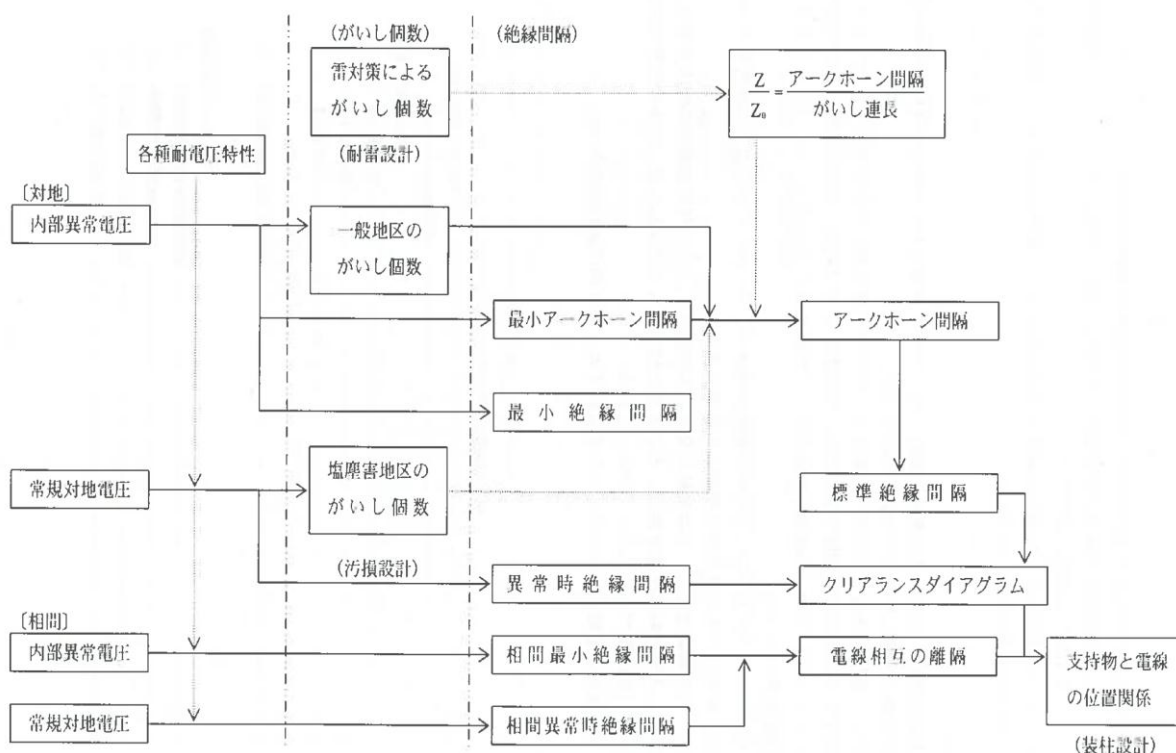 (がいし個数)
(絶縁間隔)
雷対策による
がいし個数
(耐雷設計)
Z/Z₀=アークホーン間隔/がいし連長
各種耐電圧特性
〔対地〕
内部異常電圧
一般地区の
がいし個数
最小アークホーン間隔
アークホーン間隔
最小絶縁間隔
常規対地電圧
塩塵害地区の
がいし個数
標準絶縁間隔
(汚損設計)
異常時絶縁間隔
クリアランスダイアグラム
〔相間〕
内部異常電圧
相間最小絶縁間隔
電線相互の離隔
支持物と電線
の位置関係
常規対地電圧
相間異常時絶縁間隔
(装柱設計)